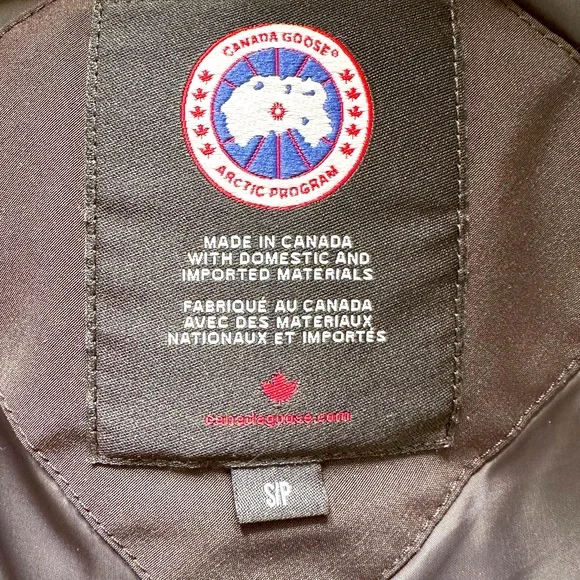 CANADA GOOSE®
ARCTIC PROGRAM
MADE IN CANADA
WITH DOMESTIC AND
IMPORTED MATERIALS
FABRIQUÉ AU CANADA
AVEC DES MATÉRIAUX
NATIONAUX ET IMPORTÉS
canadagoose.com
S/P